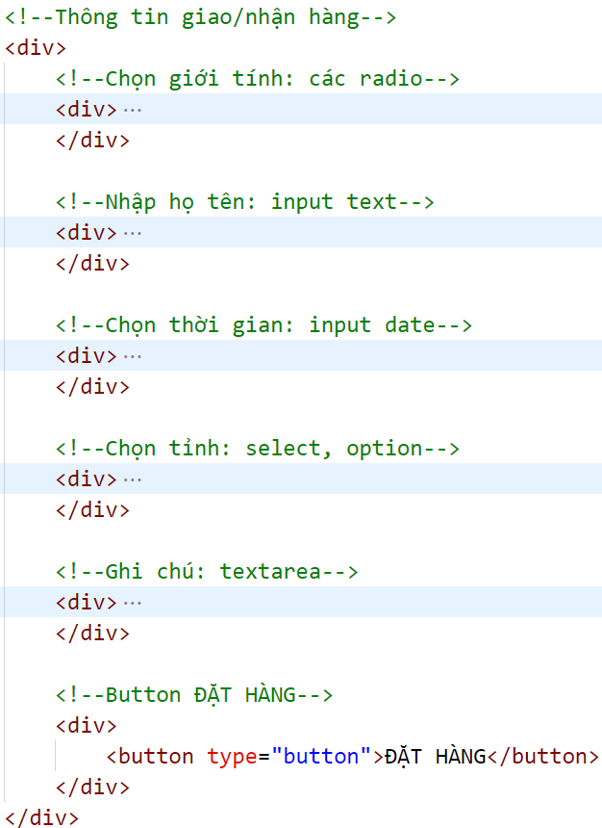 <!--Thông tin giao/nhận hàng-->
<div>
<!--Chọn giới tính: các radio-->
<div>···
</div>
<!--Nhập họ tên: input text-->
<div>···
</div>
<!--Chọn thời gian: input date-->
<div>···
</div>
<!--Chọn tỉnh: select, option-->
<div>···
</div>
<!--Ghi chú: textarea-->
<div>···
</div>
<!--Button ĐẶT HÀNG-->
<div>
<button type="button">ĐẶT HÀNG</button>
</div>
</div>